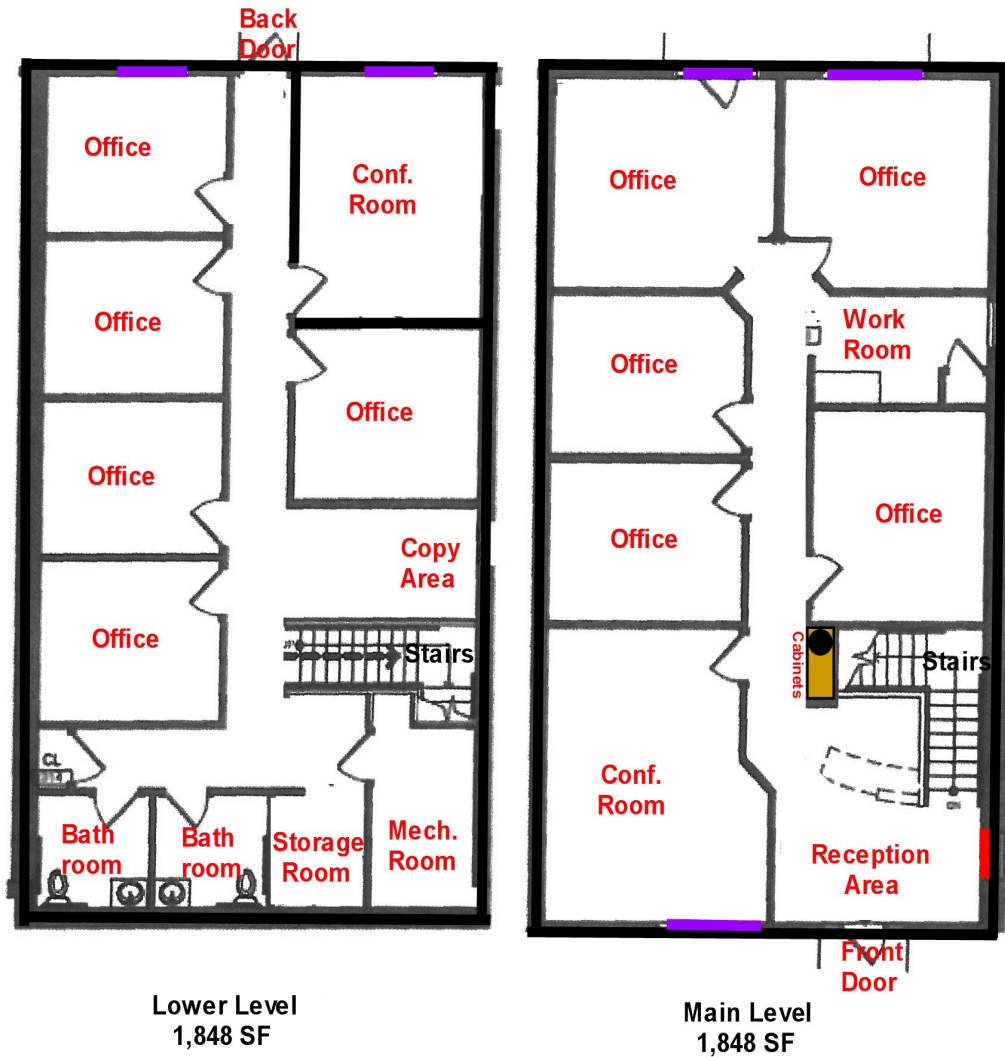 Back
Door
Office
Conf.
Room
Office
Office
Office
Copy
Area
Office
Stairs
CL
Bath
room
Bath
room
Storage
Room
Mech.
Room
Lower Level
1,848 SF
Office
Office
Work
Room
Office
Office
Office
Cabinets
Stairs
Conf.
Room
Reception
Area
Front
Door
Main Level
1,848 SF